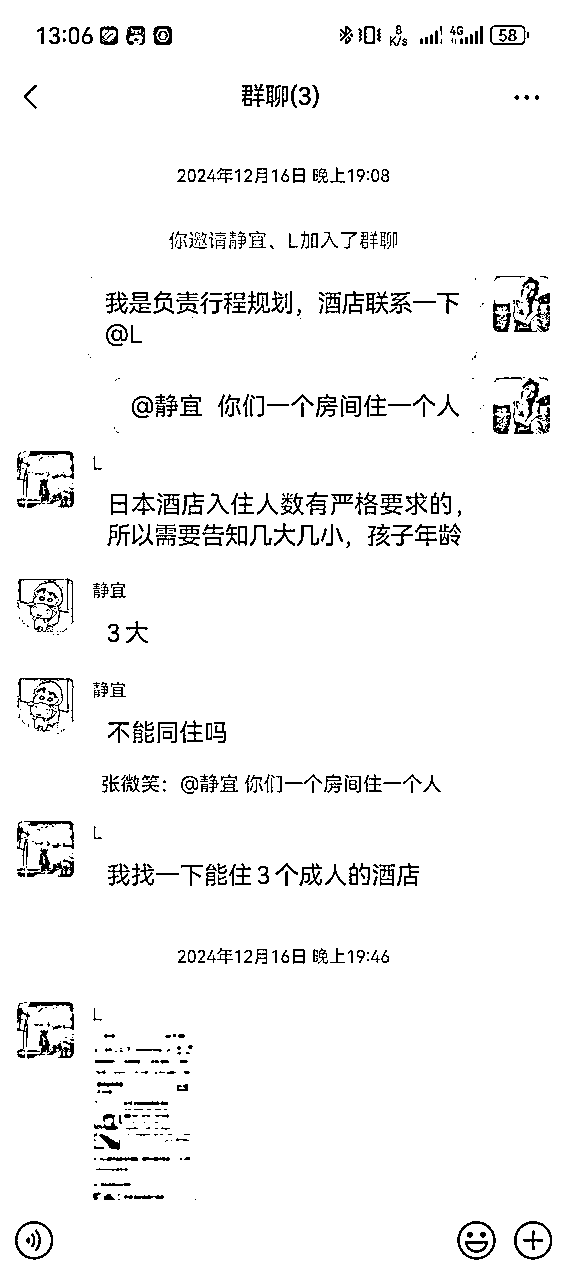 13:06
8
K/s
4G
58
群聊(3)
2024年12月16日 晚上19:08
你邀请静宜、L加入了群聊
我是负责行程规划，酒店联系一下
@L
@静宜 你们一个房间住一个人
L
日本酒店入住人数有严格要求的，
所以需要告知几大几小，孩子年龄
静宜
3大
静宜
不能同住吗
张微笑：@静宜 你们一个房间住一个人
L
我找一下能住3个成人的酒店
2024年12月16日 晚上19:46
L